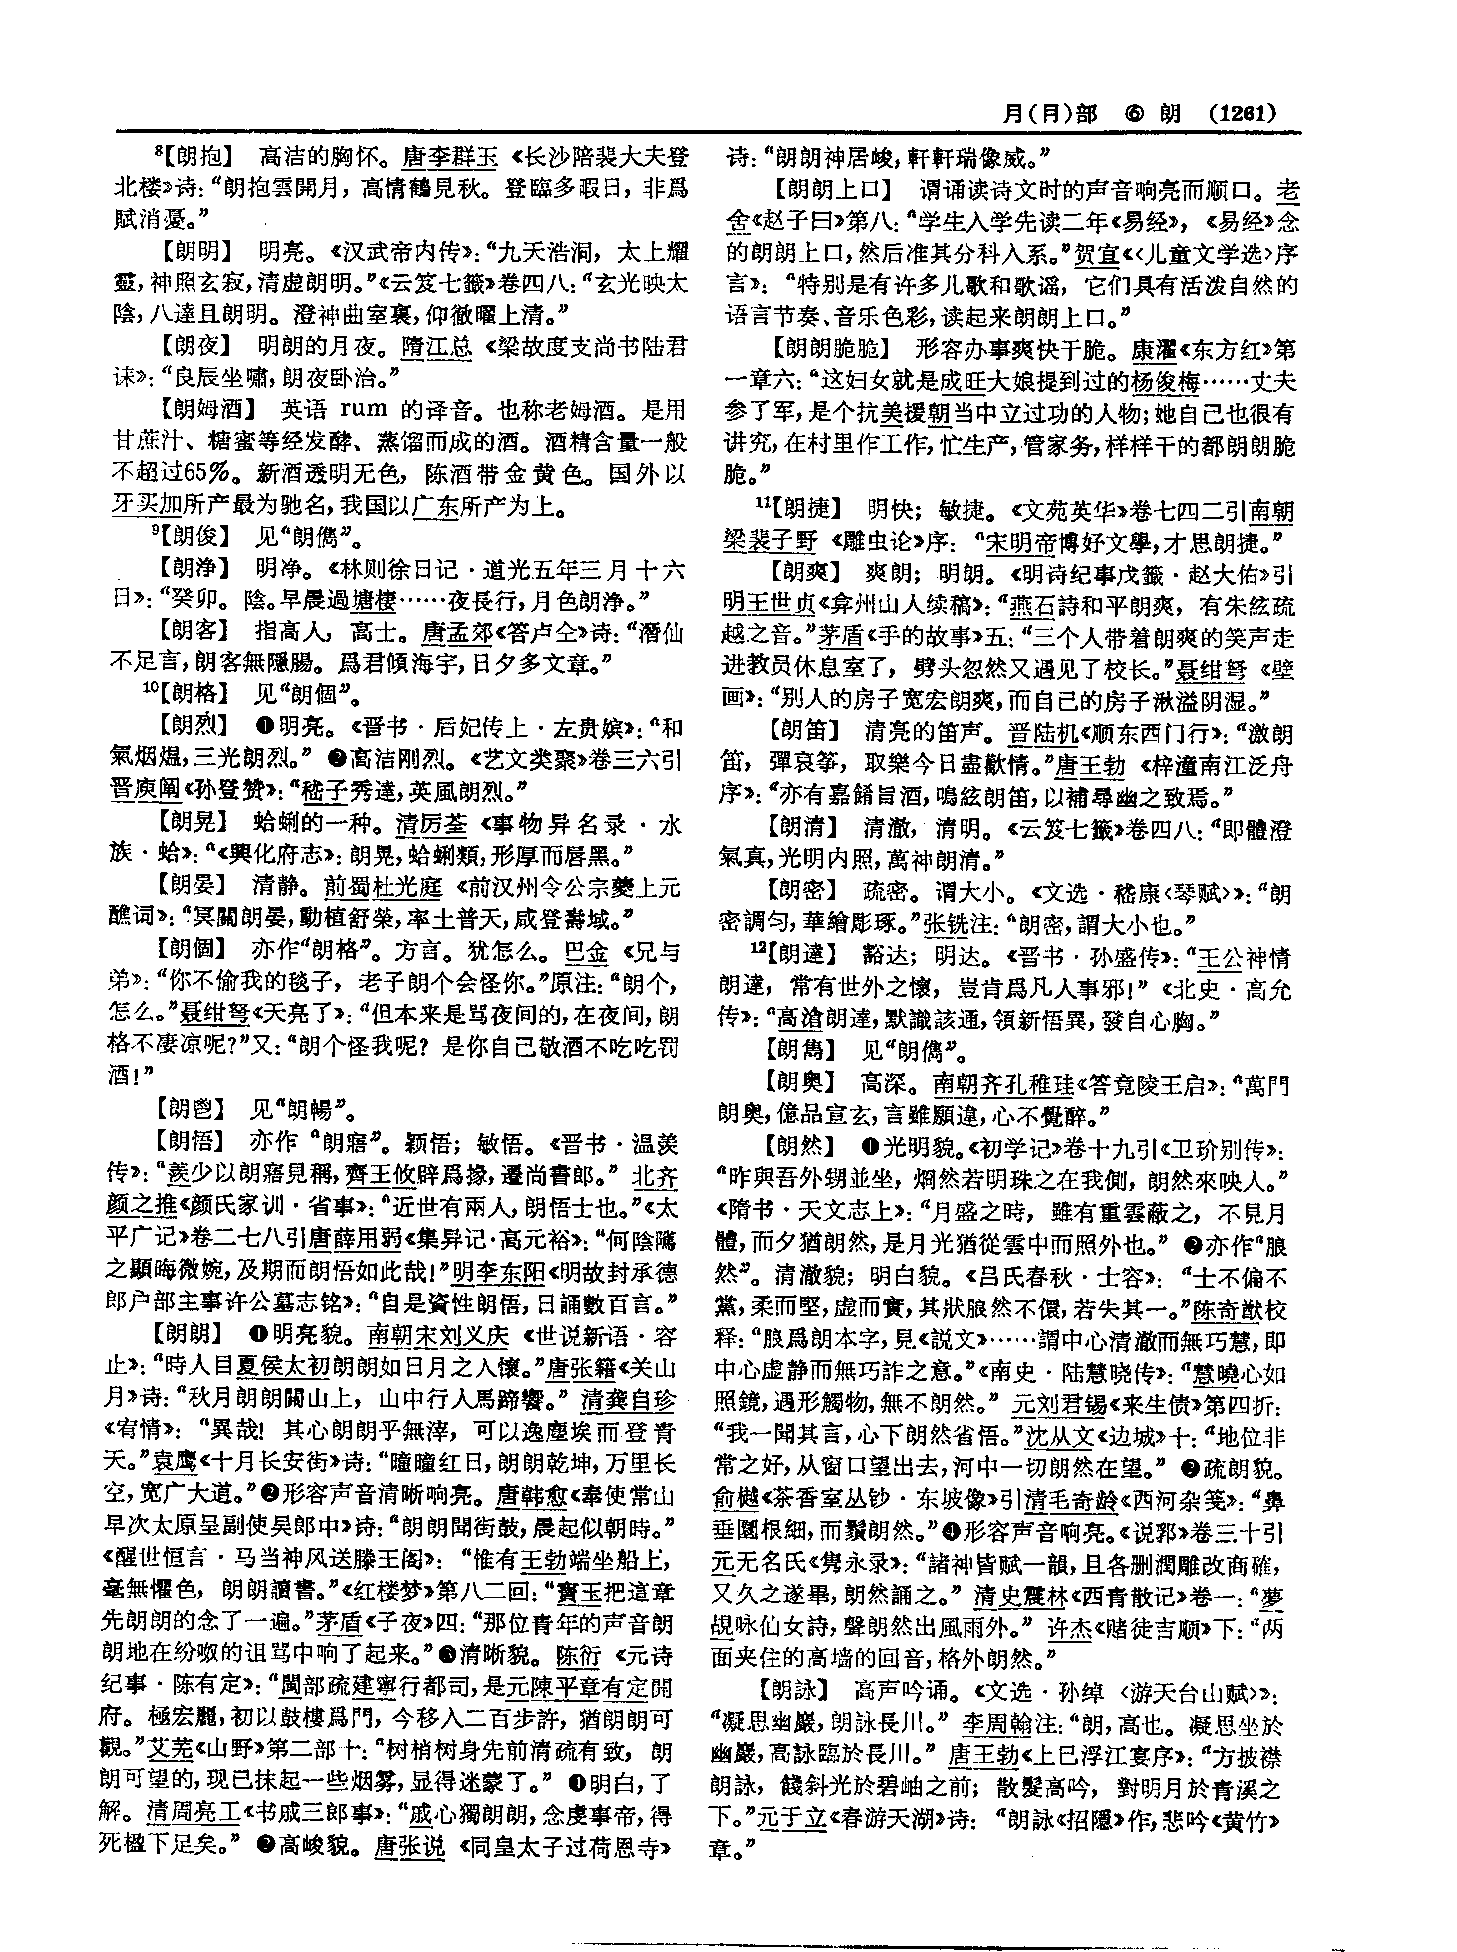 月(⺝)部 ⑥ 朗 (1261)
⁸【朗抱】 高洁的胸怀。唐李群玉《长沙陪裴大夫登
北楼》诗：“朗抱雲開月，高情鶴見秋。登臨多暇日，非爲
賦消憂。”
【朗明】 明亮。《汉武帝内传》：“九天浩洞，太上耀
靈，神照玄寂，清虚朗明。”《云笈七籤》卷四八：“玄光映太
陰，八達且朗明。澄神曲室裏，仰徹曜上清。”
【朗夜】 明朗的月夜。隋江总《梁故度支尚书陆君
诔》：“良辰坐嘯，朗夜卧治。”
【朗姆酒】 英语 rum 的译音。也称老姆酒。是用
甘蔗汁、糖蜜等经发酵、蒸馏而成的酒。酒精含量一般
不超过65%。新酒透明无色，陈酒带金黄色。国外以
牙买加所产最为驰名，我国以广东所产为上。
⁹【朗俊】 见“朗儁”。
【朗净】 明净。《林则徐日记·道光五年三月十六
日》：“癸卯。陰。早晨過塘棲……夜長行，月色朗净。”
【朗客】 指高人，高士。唐孟郊《答卢仝》诗：“潛仙
不足言，朗客無隱腸。爲君傾海宇，日夕多文章。”
¹⁰【朗格】 见“朗個”。
【朗烈】 ❶明亮。《晋书·后妃传上·左贵嫔》：“和
氣烟煴，三光朗烈。” ❷高洁刚烈。《艺文类聚》卷三六引
晋庾阐《孙登赞》：“嵇子秀達，英風朗烈。”
【朗晃】 蛤蜊的一种。清厉荃《事物异名录·水
族·蛤》：“《興化府志》：朗晃，蛤蜊類，形厚而唇黑。”
【朗晏】 清静。前蜀杜光庭《前汉州令公宗夔上元
醮词》：“冥關朗晏，動植舒榮，率土普天，咸登壽域。”
【朗個】 亦作“朗格”。方言。犹怎么。巴金《兄与
弟》：“你不偷我的毯子，老子朗个会怪你。”原注：“朗个，
怎么。”聂绀弩《天亮了》：“但本来是骂夜间的，在夜间，朗
格不凄凉呢？”又：“朗个怪我呢？是你自己敬酒不吃吃罚
酒！”
【朗鬯】 见“朗暢”。
【朗悟】 亦作“朗寤”。颖悟；敏悟。《晋书·温羡
传》：“羨少以朗寤見稱，齊王攸辟爲掾，遷尚書郎。” 北齐
颜之推《颜氏家训·省事》：“近世有兩人，朗悟士也。”《太
平广记》卷二七八引唐薛用弱《集异记·高元裕》：“何陰隲
之顯晦微婉，及期而朗悟如此哉！”明李东阳《明故封承德
郎户部主事许公墓志铭》：“自是資性朗悟，日誦數百言。”
【朗朗】 ❶明亮貌。南朝宋刘义庆《世说新语·容
止》：“時人目夏侯太初朗朗如日月之入懷。”唐张籍《关山
月》诗：“秋月朗朗關山上，山中行人馬蹄響。” 清龚自珍
《宥情》：“異哉！其心朗朗乎無滓，可以逸塵埃而登青
天。”袁鹰《十月长安街》诗：“曈曈红日，朗朗乾坤，万里长
空，宽广大道。”❷形容声音清晰响亮。唐韩愈《奉使常山
早次太原呈副使吴郎中》诗：“朗朗聞街鼓，晨起似朝時。”
《醒世恒言·马当神风送滕王阁》：“惟有王勃端坐船上，
毫無懼色，朗朗讀書。”《红楼梦》第八二回：“寶玉把這章
先朗朗的念了一遍。”茅盾《子夜》四：“那位青年的声音朗
朗地在纷呶的诅骂中响了起来。”❸清晰貌。陈衍《元诗
纪事·陈有定》：“閩部疏建寧行都司，是元陳平章有定開
府。極宏麗，初以鼓樓爲門，今移入二百步許，猶朗朗可
觀。”艾芜《山野》第二部十：“树梢树身先前清疏有致，朗
朗可望的，现已抹起一些烟雾，显得迷蒙了。” ❹明白，了
解。清周亮工《书戚三郎事》：“戚心獨朗朗，念虔事帝，得
死楹下足矣。” ❺高峻貌。唐张说《同皇太子过荷恩寺》
诗：“朗朗神居峻，軒軒瑞像威。”
【朗朗上口】 谓诵读诗文时的声音响亮而顺口。老
舍《赵子曰》第八：“学生入学先读二年《易经》，《易经》念
的朗朗上口，然后准其分科入系。”贺宜《〈儿童文学选〉序
言》：“特别是有许多儿歌和歌谣，它们具有活泼自然的
语言节奏、音乐色彩，读起来朗朗上口。”
【朗朗脆脆】 形容办事爽快干脆。康濯《东方红》第
一章六：“这妇女就是成旺大娘提到过的杨俊梅……丈夫
参了军，是个抗美援朝当中立过功的人物；她自己也很有
讲究，在村里作工作，忙生产，管家务，样样干的都朗朗脆
脆。”
¹¹【朗捷】 明快；敏捷。《文苑英华》卷七四二引南朝
梁裴子野《雕虫论》序：“宋明帝博好文學，才思朗捷。”
【朗爽】 爽朗；明朗。《明诗纪事戊籤·赵大佑》引
明王世贞《弇州山人续稿》：“燕石詩和平朗爽，有朱絃疏
越之音。”茅盾《手的故事》五：“三个人带着朗爽的笑声走
进教员休息室了，劈头忽然又遇见了校长。”聂绀弩《壁
画》：“别人的房子宽宏朗爽，而自己的房子湫溢阴湿。”
【朗笛】 清亮的笛声。晋陆机《顺东西门行》：“激朗
笛，彈哀筝，取樂今日盡歡情。”唐王勃《梓潼南江泛舟
序》：“亦有嘉餚旨酒，鳴絃朗笛，以補尋幽之致焉。”
【朗清】 清澈，清明。《云笈七籤》卷四八：“即體澄
氣真，光明内照，萬神朗清。”
【朗密】 疏密。谓大小。《文选·嵇康〈琴赋〉》：“朗
密調匀，華繪彫琢。”张铣注：“朗密，謂大小也。”
¹²【朗達】 豁达；明达。《晋书·孙盛传》：“王公神情
朗達，常有世外之懷，豈肯爲凡人事邪！”《北史·高允
传》：“高滄朗達，默識該通，領新悟異，發自心胸。”
【朗雋】 见“朗儁”。
【朗奥】 高深。南朝齐孔稚珪《答竟陵王启》：“萬門
朗奥，億品宣玄，言雖願違，心不覺醉。”
【朗然】 ❶光明貌。《初学记》卷十九引《卫玠别传》：
“昨與吾外甥並坐，炯然若明珠之在我側，朗然來映人。”
《隋书·天文志上》：“月盛之時，雖有重雲蔽之，不見月
體，而夕猶朗然，是月光猶從雲中而照外也。” ❷亦作“朖
然”。清澈貌；明白貌。《吕氏春秋·士容》：“士不偏不
黨，柔而堅，虚而實，其狀朖然不儇，若失其一。”陈奇猷校
释：“朖爲朗本字，見《說文》……謂中心清澈而無巧慧，即
中心虚静而無巧詐之意。”《南史·陆慧晓传》：“慧曉心如
照鏡，遇形觸物，無不朗然。” 元刘君锡《来生债》第四折：
“我一聞其言，心下朗然省悟。”沈从文《边城》十：“地位非
常之好，从窗口望出去，河中一切朗然在望。” ❸疏朗貌。
俞樾《茶香室丛钞·东坡像》引清毛奇龄《西河杂笺》：“鼻
垂圜根細，而鬚朗然。”❹形容声音响亮。《说郛》卷三十引
元无名氏《隽永录》：“諸神皆赋一韻，且各删潤雕改商確，
又久之遂畢，朗然誦之。” 清史震林《西青散记》卷一：“夢
覘咏仙女詩，聲朗然出風雨外。” 许杰《赌徒吉顺》下：“两
面夹住的高墙的回音，格外朗然。”
【朗詠】 高声吟诵。《文选·孙绰〈游天台山赋〉》：
“凝思幽巖，朗詠長川。” 李周翰注：“朗，高也。凝思坐於
幽巖，高詠臨於長川。” 唐王勃《上巳浮江宴序》：“方披襟
朗詠，餞斜光於碧岫之前；散髮高吟，對明月於青溪之
下。”元于立《春游天湖》诗：“朗詠《招隱》作，悲吟《黄竹》
章。”